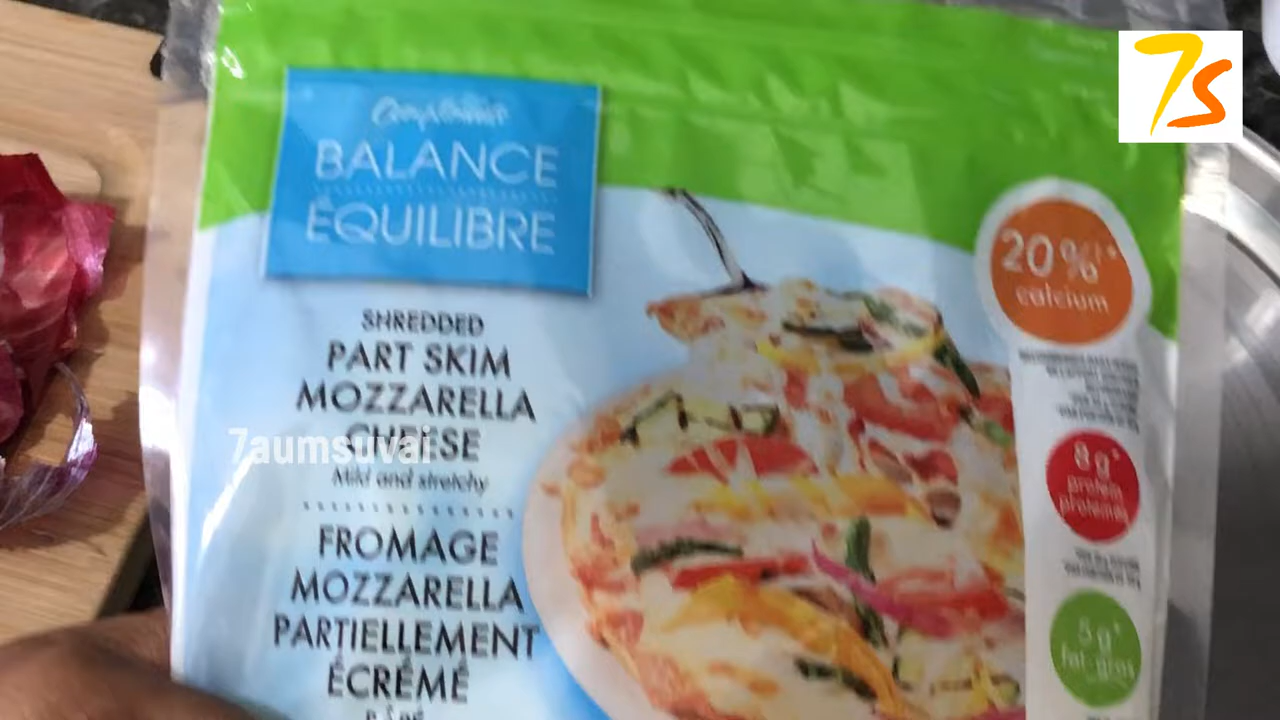 7S
Compliments
BALANCE
ÉQUILIBRE
SHREDDED
PART SKIM
MOZZARELLA
CHEESE
7aumsuvai
Mild and stretchy
FROMAGE
MOZZARELLA
PARTIELLEMENT
ÉCRÉMÉ
20%
calcium
8 g*
protein
protéines
5 g*
fat·gras